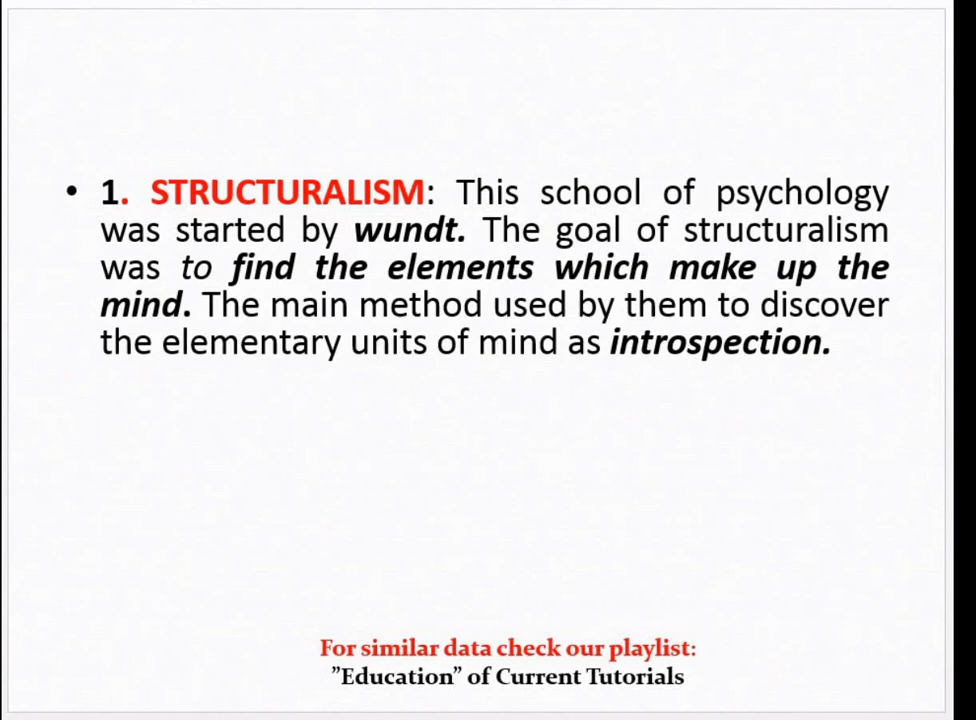 • 1. STRUCTURALISM: This school of psychology
was started by wundt. The goal of structuralism
was to find the elements which make up the
mind. The main method used by them to discover
the elementary units of mind as introspection.
For similar data check our playlist:
”Education” of Current Tutorials